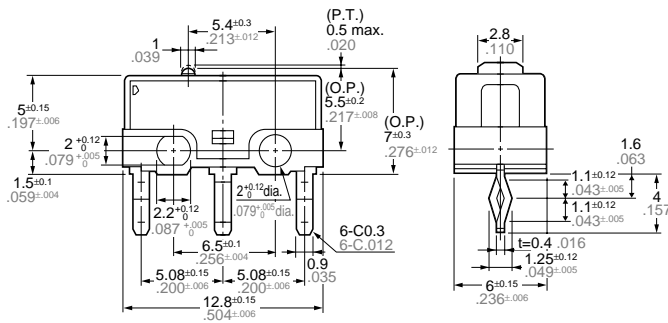 5.4±0.3
.213±.012
(P.T.)
0.5 max.
.020
1
.039
5±0.15
.197±.006
(O.P.)
5.5±0.2
.217±.008
(O.P.)
7±0.3
.276±.012
2 +0.12 0
.079 +.005 0
1.5±0.1
.059±.004
2.2 +0.12 0
.087 +.005 0
2 +0.12 0 dia.
.079 +.005 0 dia.
6.5±0.1
.256±.004
6-C0.3
6-C.012
0.9
.035
5.08±0.15
.200±.006
5.08±0.15
.200±.006
12.8±0.15
.504±.006
2.8
.110
1.6
.063
1.1±0.12
.043±.005
4
.157
1.1±0.12
.043±.005
t=0.4 .016
1.25±0.12
.049±.005
6±0.15
.236±.006